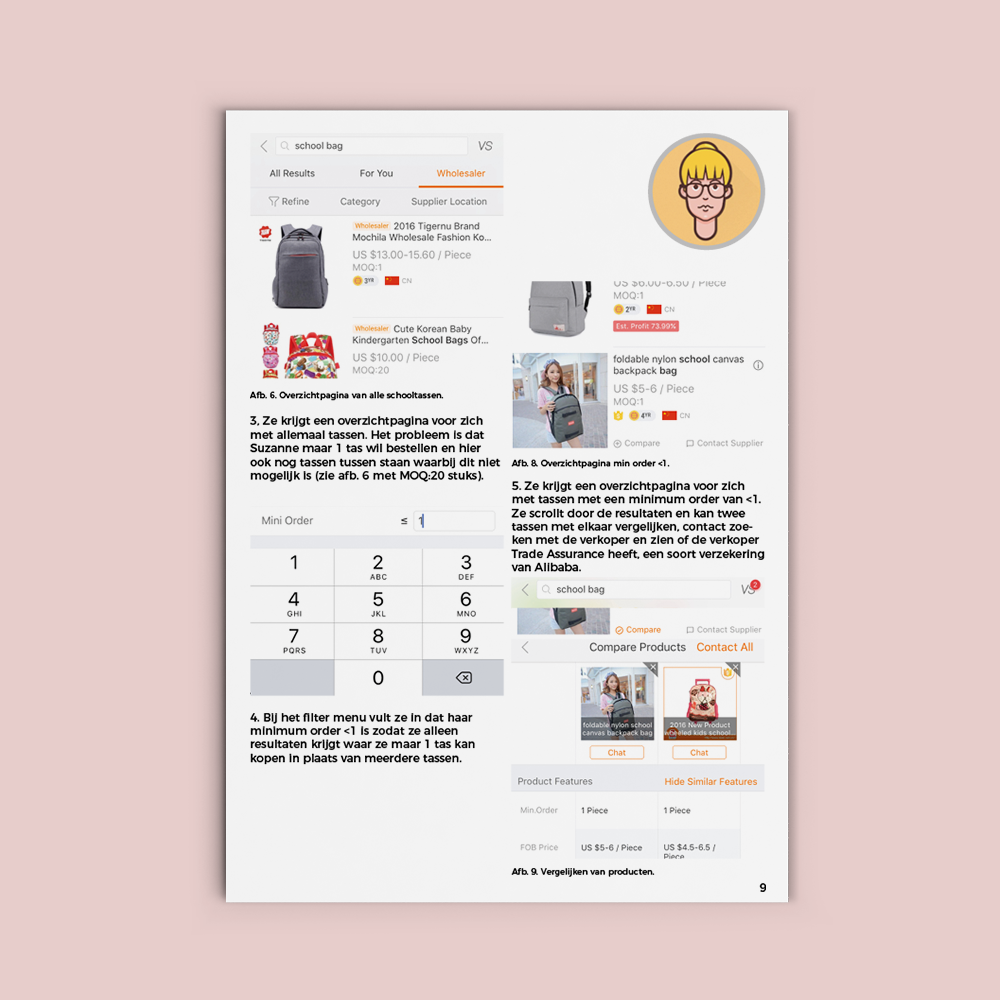 school bag
VS
All Results For You Wholesaler
Refine Category Supplier Location
Wholesaler 2016 Tigernu Brand
Mochila Wholesale Fashion Ko...
US $13.00-15.60 / Piece
MOQ:1
3YR CN
Wholesaler Cute Korean Baby
Kindergarten School Bags Of...
US $10.00 / Piece
MOQ:20
Afb. 6. Overzichtpagina van alle schooltassen.
3, Ze krijgt een overzichtpagina voor zich
met allemaal tassen. Het probleem is dat
Suzanne maar 1 tas wil bestellen en hier
ook nog tassen tussen staan waarbij dit niet
mogelijk is (zie afb. 6 met MOQ:20 stuks).
Mini Order ≤ 1
1 2 3
ABC DEF
4 5 6
GHI JKL MNO
7 8 9
PQRS TUV WXYZ
0
4. Bij het filter menu vult ze in dat haar
minimum order <1 is zodat ze alleen
resultaten krijgt waar ze maar 1 tas kan
kopen in plaats van meerdere tassen.
US $6.00-6.50 / Piece
MOQ:1
2YR CN
Est. Profit 73.99%
foldable nylon school canvas
backpack bag
US $5-6 / Piece
MOQ:1
4YR CN
Compare Contact Supplier
Afb. 8. Overzichtpagina min order <1.
5. Ze krijgt een overzichtpagina voor zich
met tassen met een minimum order van <1.
Ze scrollt door de resultaten en kan twee
tassen met elkaar vergelijken, contact zoe-
ken met de verkoper en zien of de verkoper
Trade Assurance heeft, een soort verzekering
van Alibaba.
school bag
VS 2
Compare Contact Supplier
Compare Products Contact All
foldable nylon school
canvas backpack bag
2016 New Product
wheeled kids school...
Chat Chat
Product Features Hide Similar Features
Min.Order 1 Piece 1 Piece
FOB Price US $5-6 / Piece US $4.5-6.5 /
Piece
Afb. 9. Vergelijken van producten.
9